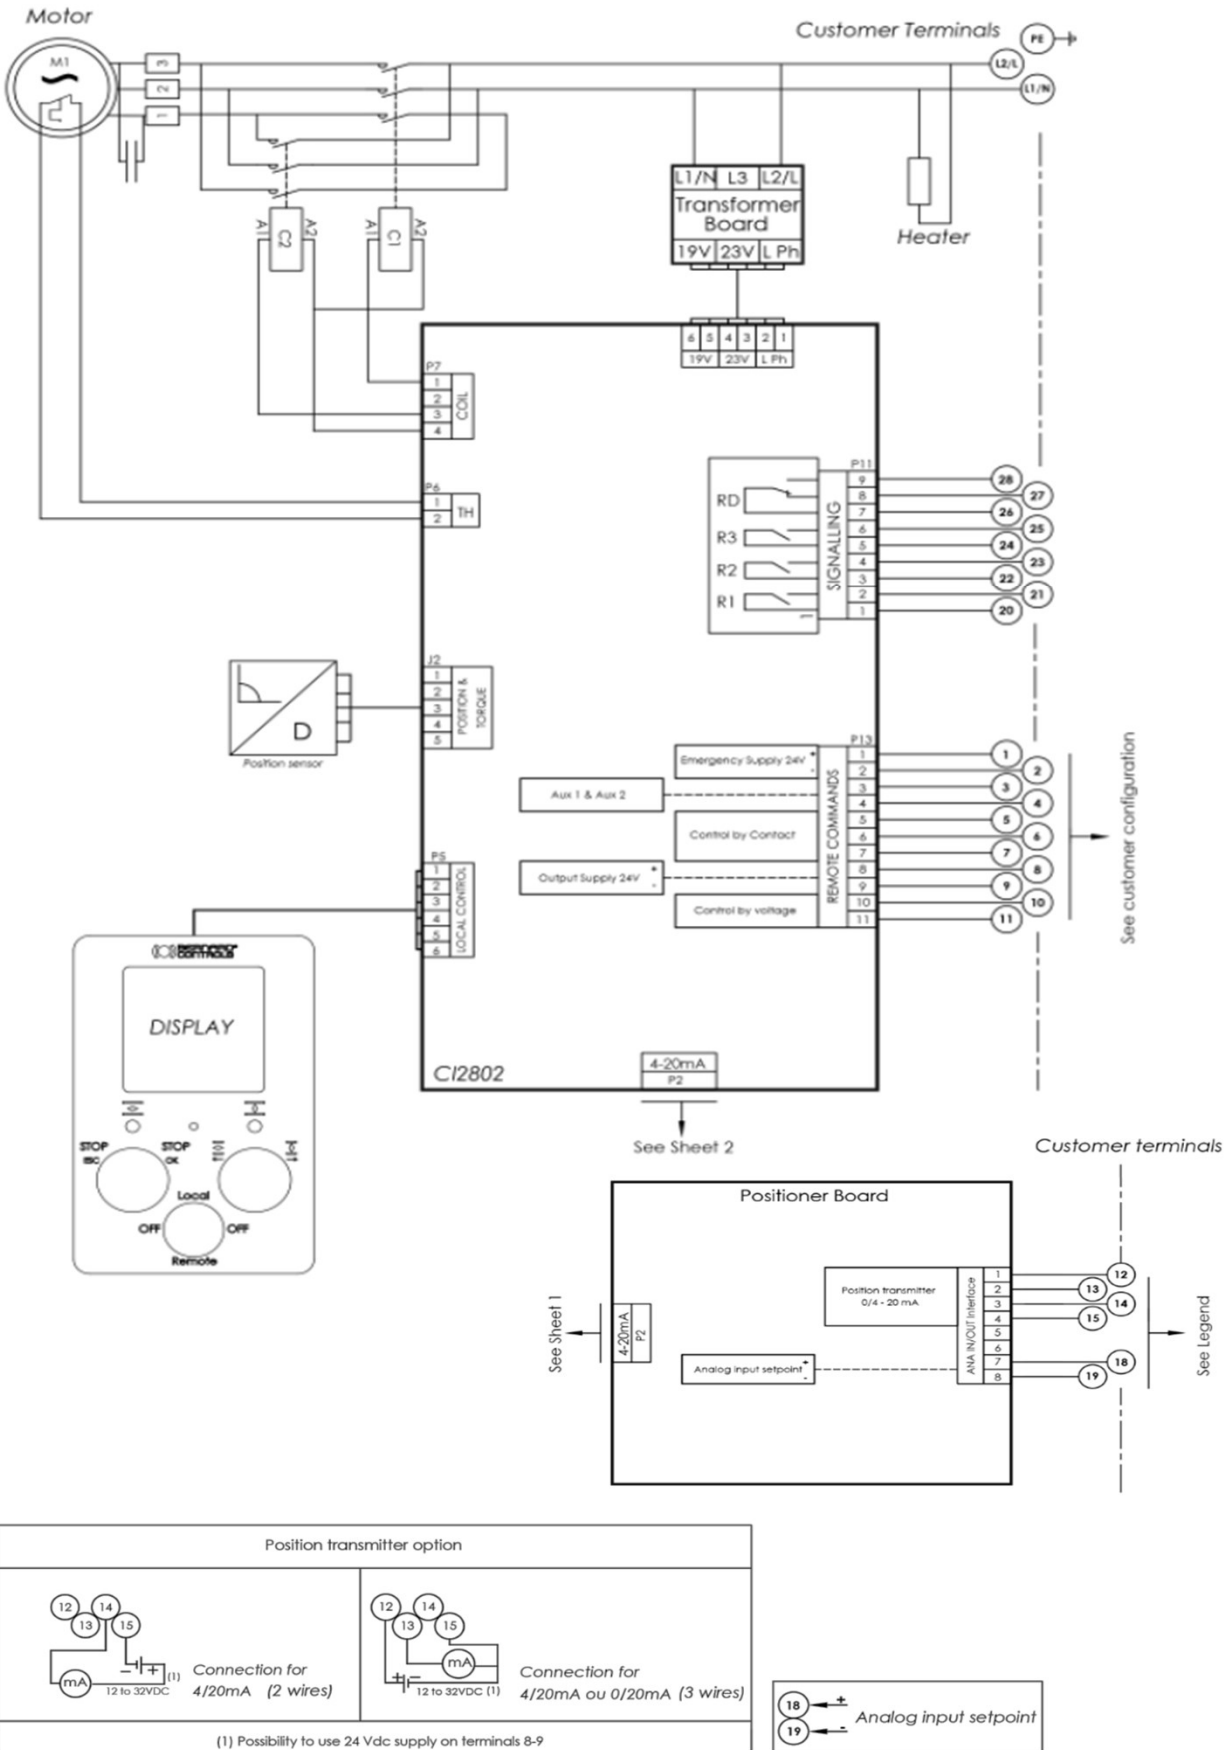 Motor
Customer Terminals
PE
M1
3
L2/L
2
L1/N
1
L1/N L3 L2/L
Transformer
Board
19V 23V L Ph
Heater
A1 C2 A2
A1 C1 A2
6 5 4 3 2 1
19V 23V L Ph
P7
1
2
3
4
COIL
P6
1
2
TH
P11
9
8
7
6
5
4
3
2
1
SIGNALLING
RD
R3
R2
R1
28
27
26
25
24
23
22
21
20
J2
1
2
3
4
5
POSITION &
TORQUE
D
Position sensor
P13
1
2
3
4
5
6
7
8
9
10
11
REMOTE COMMANDS
Emergency Supply 24V + -
Aux 1 & Aux 2
Control by Contact
Output Supply 24V + -
Control by voltage
1
2
3
4
5
6
7
8
9
10
11
See customer configuration
P5
1
2
3
4
5
6
LOCAL CONTROL
CONTROLS
DISPLAY
STOP
ESC
STOP
OK
Local
OFF OFF
Remote
CI2802
4-20mA
P2
See Sheet 2
Customer terminals
Positioner Board
Position transmitter
0/4 - 20 mA
Analog input setpoint + -
ANA IN/OUT Interface
1
2
3
4
5
6
7
8
12
13
14
15
18
19
See Legend
4-20mA
P2
See Sheet 1
Position transmitter option
12 14
13 15
mA
- +
(1)
12 to 32VDC
Connection for
4/20mA (2 wires)
12 14
13 15
mA
+ -
12 to 32VDC (1)
Connection for
4/20mA ou 0/20mA (3 wires)
(1) Possibility to use 24 Vdc supply on terminals 8-9
18 +
19 -
Analog input setpoint